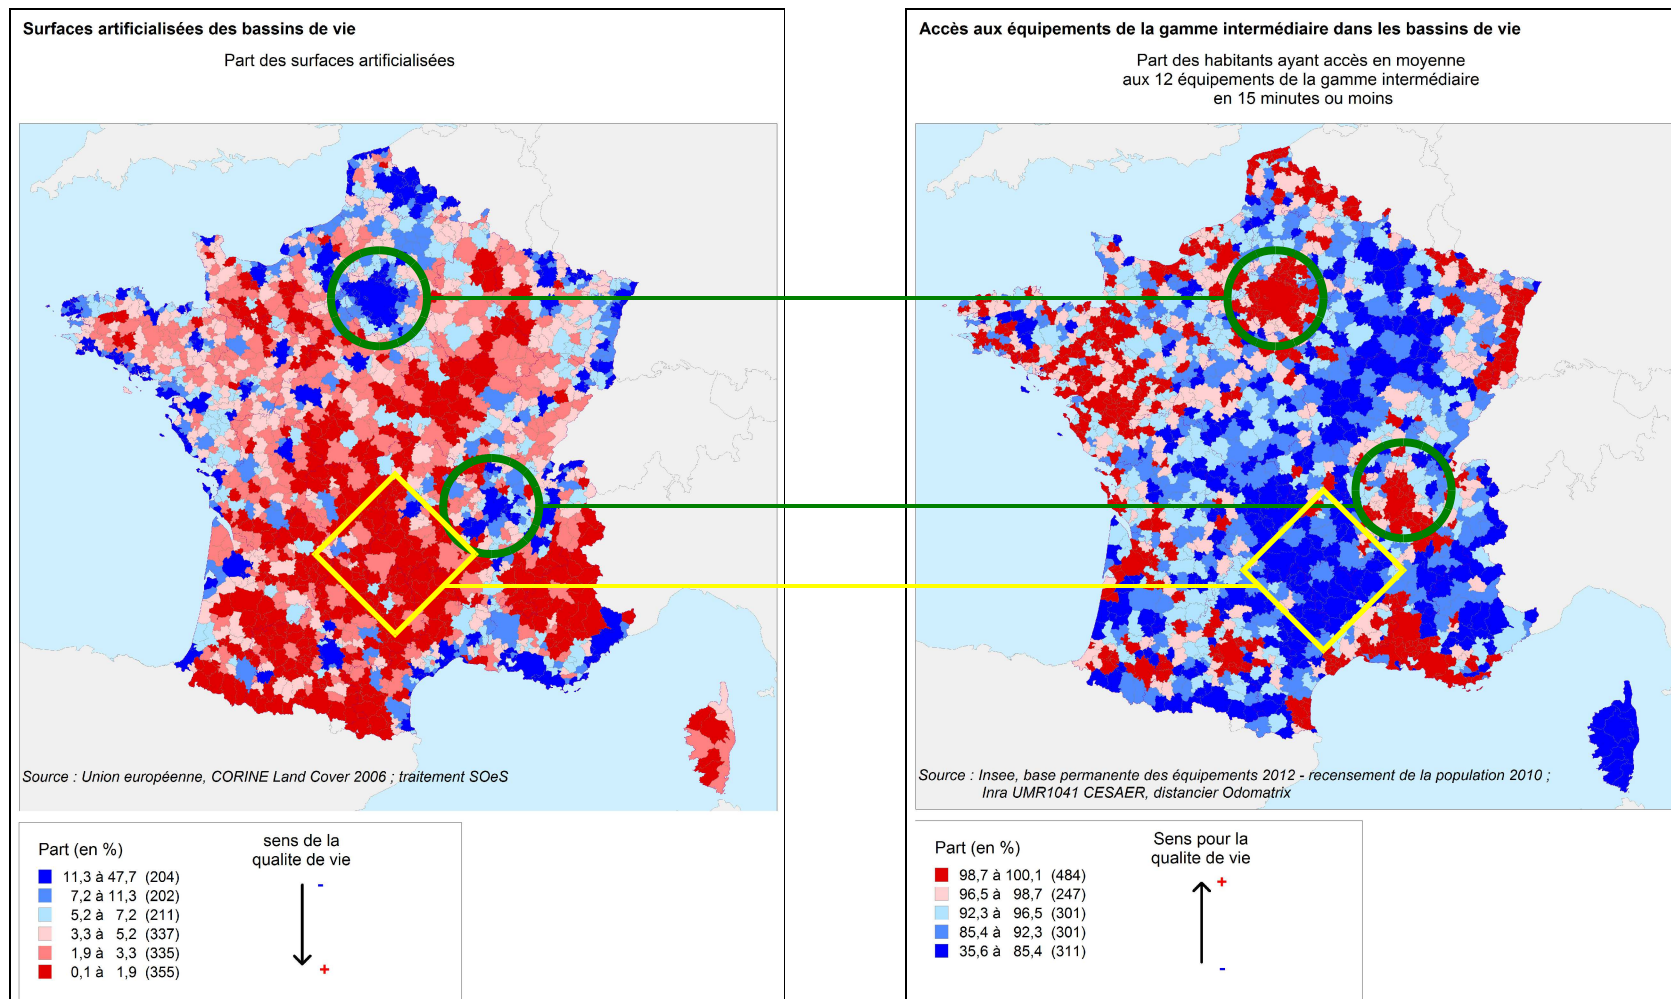 Surfaces artificialisées des bassins de vie
Part des surfaces artificialisées
Source : Union européenne, CORINE Land Cover 2006 ; traitement SOeS
Part (en %)
11,3 à 47,7 (204)
7,2 à 11,3 (202)
5,2 à 7,2 (211)
3,3 à 5,2 (337)
1,9 à 3,3 (335)
0,1 à 1,9 (355)
sens de la
qualite de vie
-
+
Accès aux équipements de la gamme intermédiaire dans les bassins de vie
Part des habitants ayant accès en moyenne
aux 12 équipements de la gamme intermédiaire
en 15 minutes ou moins
Source : Insee, base permanente des équipements 2012 - recensement de la population 2010 ;
Inra UMR1041 CESAER, distancier Odomatrix
Part (en %)
98,7 à 100,1 (484)
96,5 à 98,7 (247)
92,3 à 96,5 (301)
85,4 à 92,3 (301)
35,6 à 85,4 (311)
Sens pour la
qualite de vie
+
-